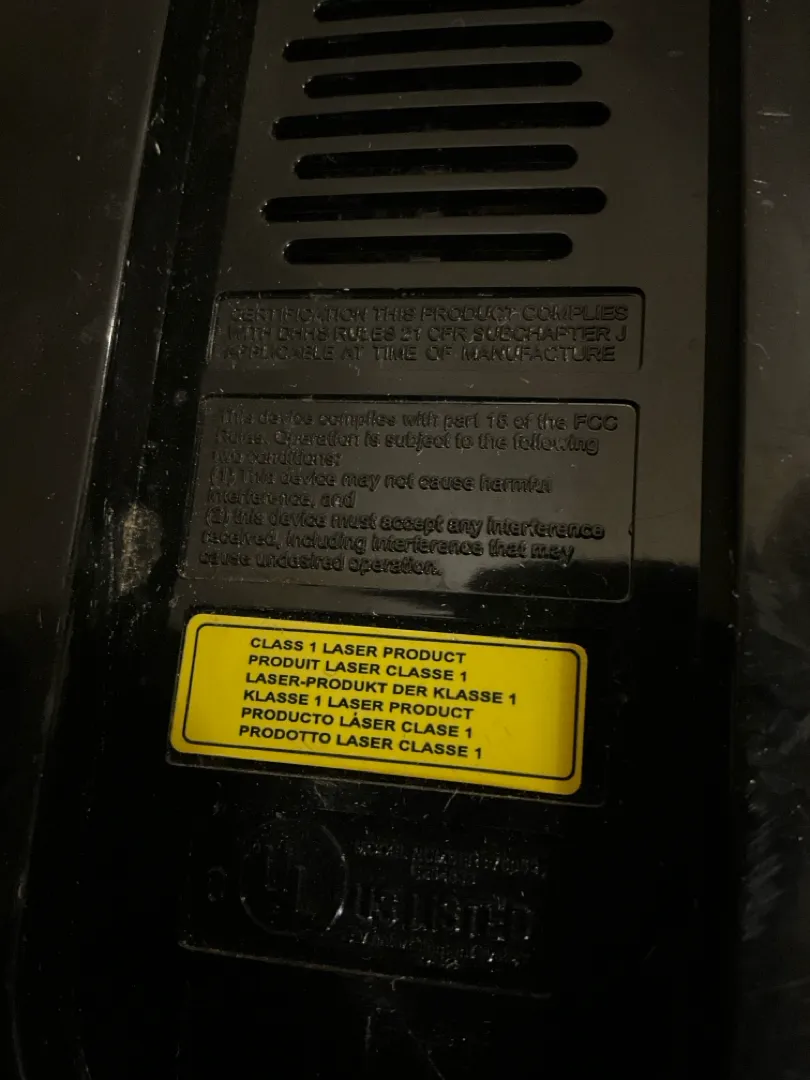 CERTIFICATION THIS PRODUCT COMPLIES
WITH DHHS RULES 21 CFR SUBCHAPTER J
APPLICABLE AT TIME OF MANUFACTURE
This device complies with part 15 of the FCC
Rules. Operation is subject to the following
two conditions:
(1) This device may not cause harmful
interference, and
(2) this device must accept any interference
received, including interference that may
cause undesired operation.
CLASS 1 LASER PRODUCT
PRODUIT LASER CLASSE 1
LASER-PRODUKT DER KLASSE 1
KLASSE 1 LASER PRODUCT
PRODUCTO LÁSER CLASE 1
PRODOTTO LASER CLASSE 1
C UL US LISTED